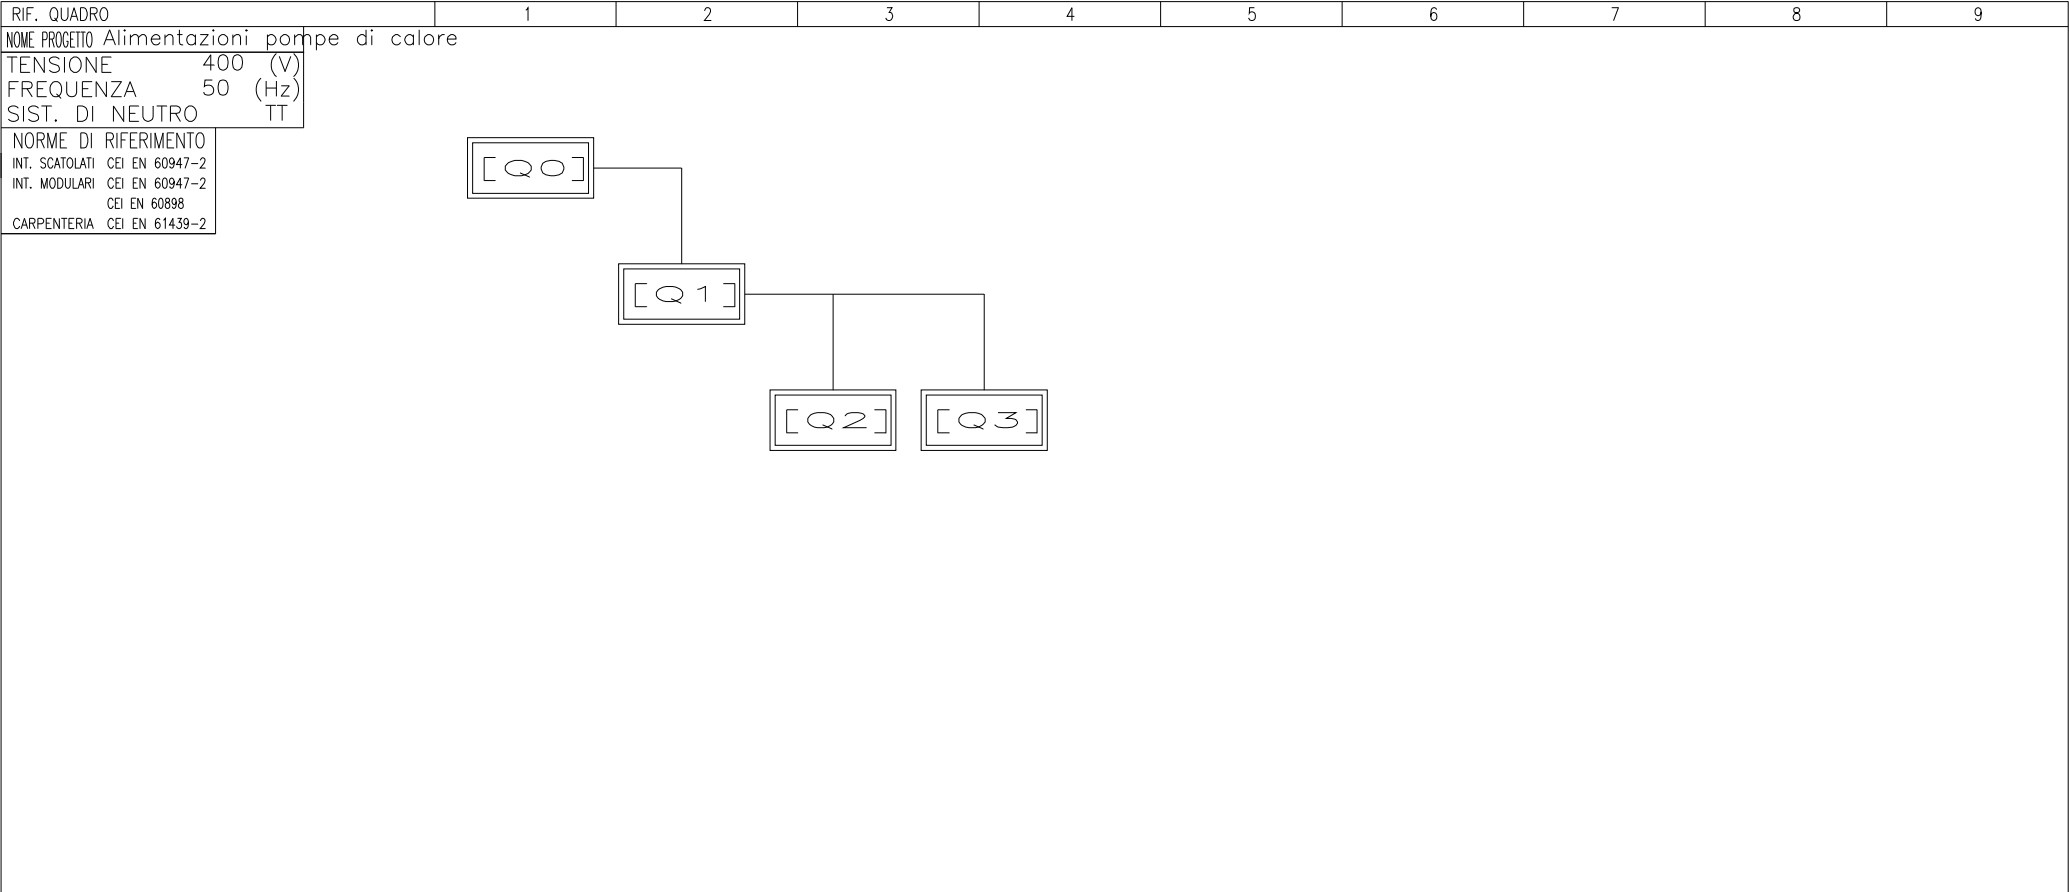 RIF. QUADRO 1 2 3 4 5 6 7 8 9
NOME PROGETTO Alimentazioni pompe di calore
TENSIONE 400 (V)
FREQUENZA 50 (Hz)
SIST. DI NEUTRO TT
NORME DI RIFERIMENTO
INT. SCATOLATI CEI EN 60947-2
INT. MODULARI CEI EN 60947-2
CEI EN 60898
CARPENTERIA CEI EN 61439-2
[Q0]
[Q1]
[Q2] [Q3]